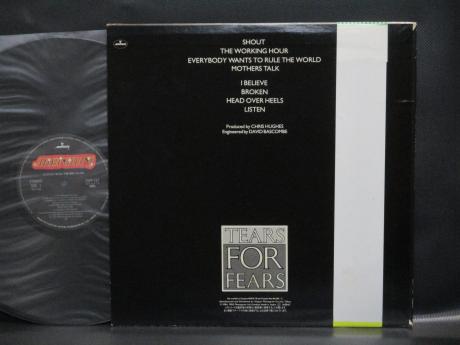 SHOUT
THE WORKING HOUR
EVERYBODY WANTS TO RULE THE WORLD
MOTHERS TALK
I BELIEVE
BROKEN
HEAD OVER HEELS
LISTEN
Produced by CHRIS HUGHES
Engineered by DAVID BASCOMBE
TEARS
FOR
FEARS